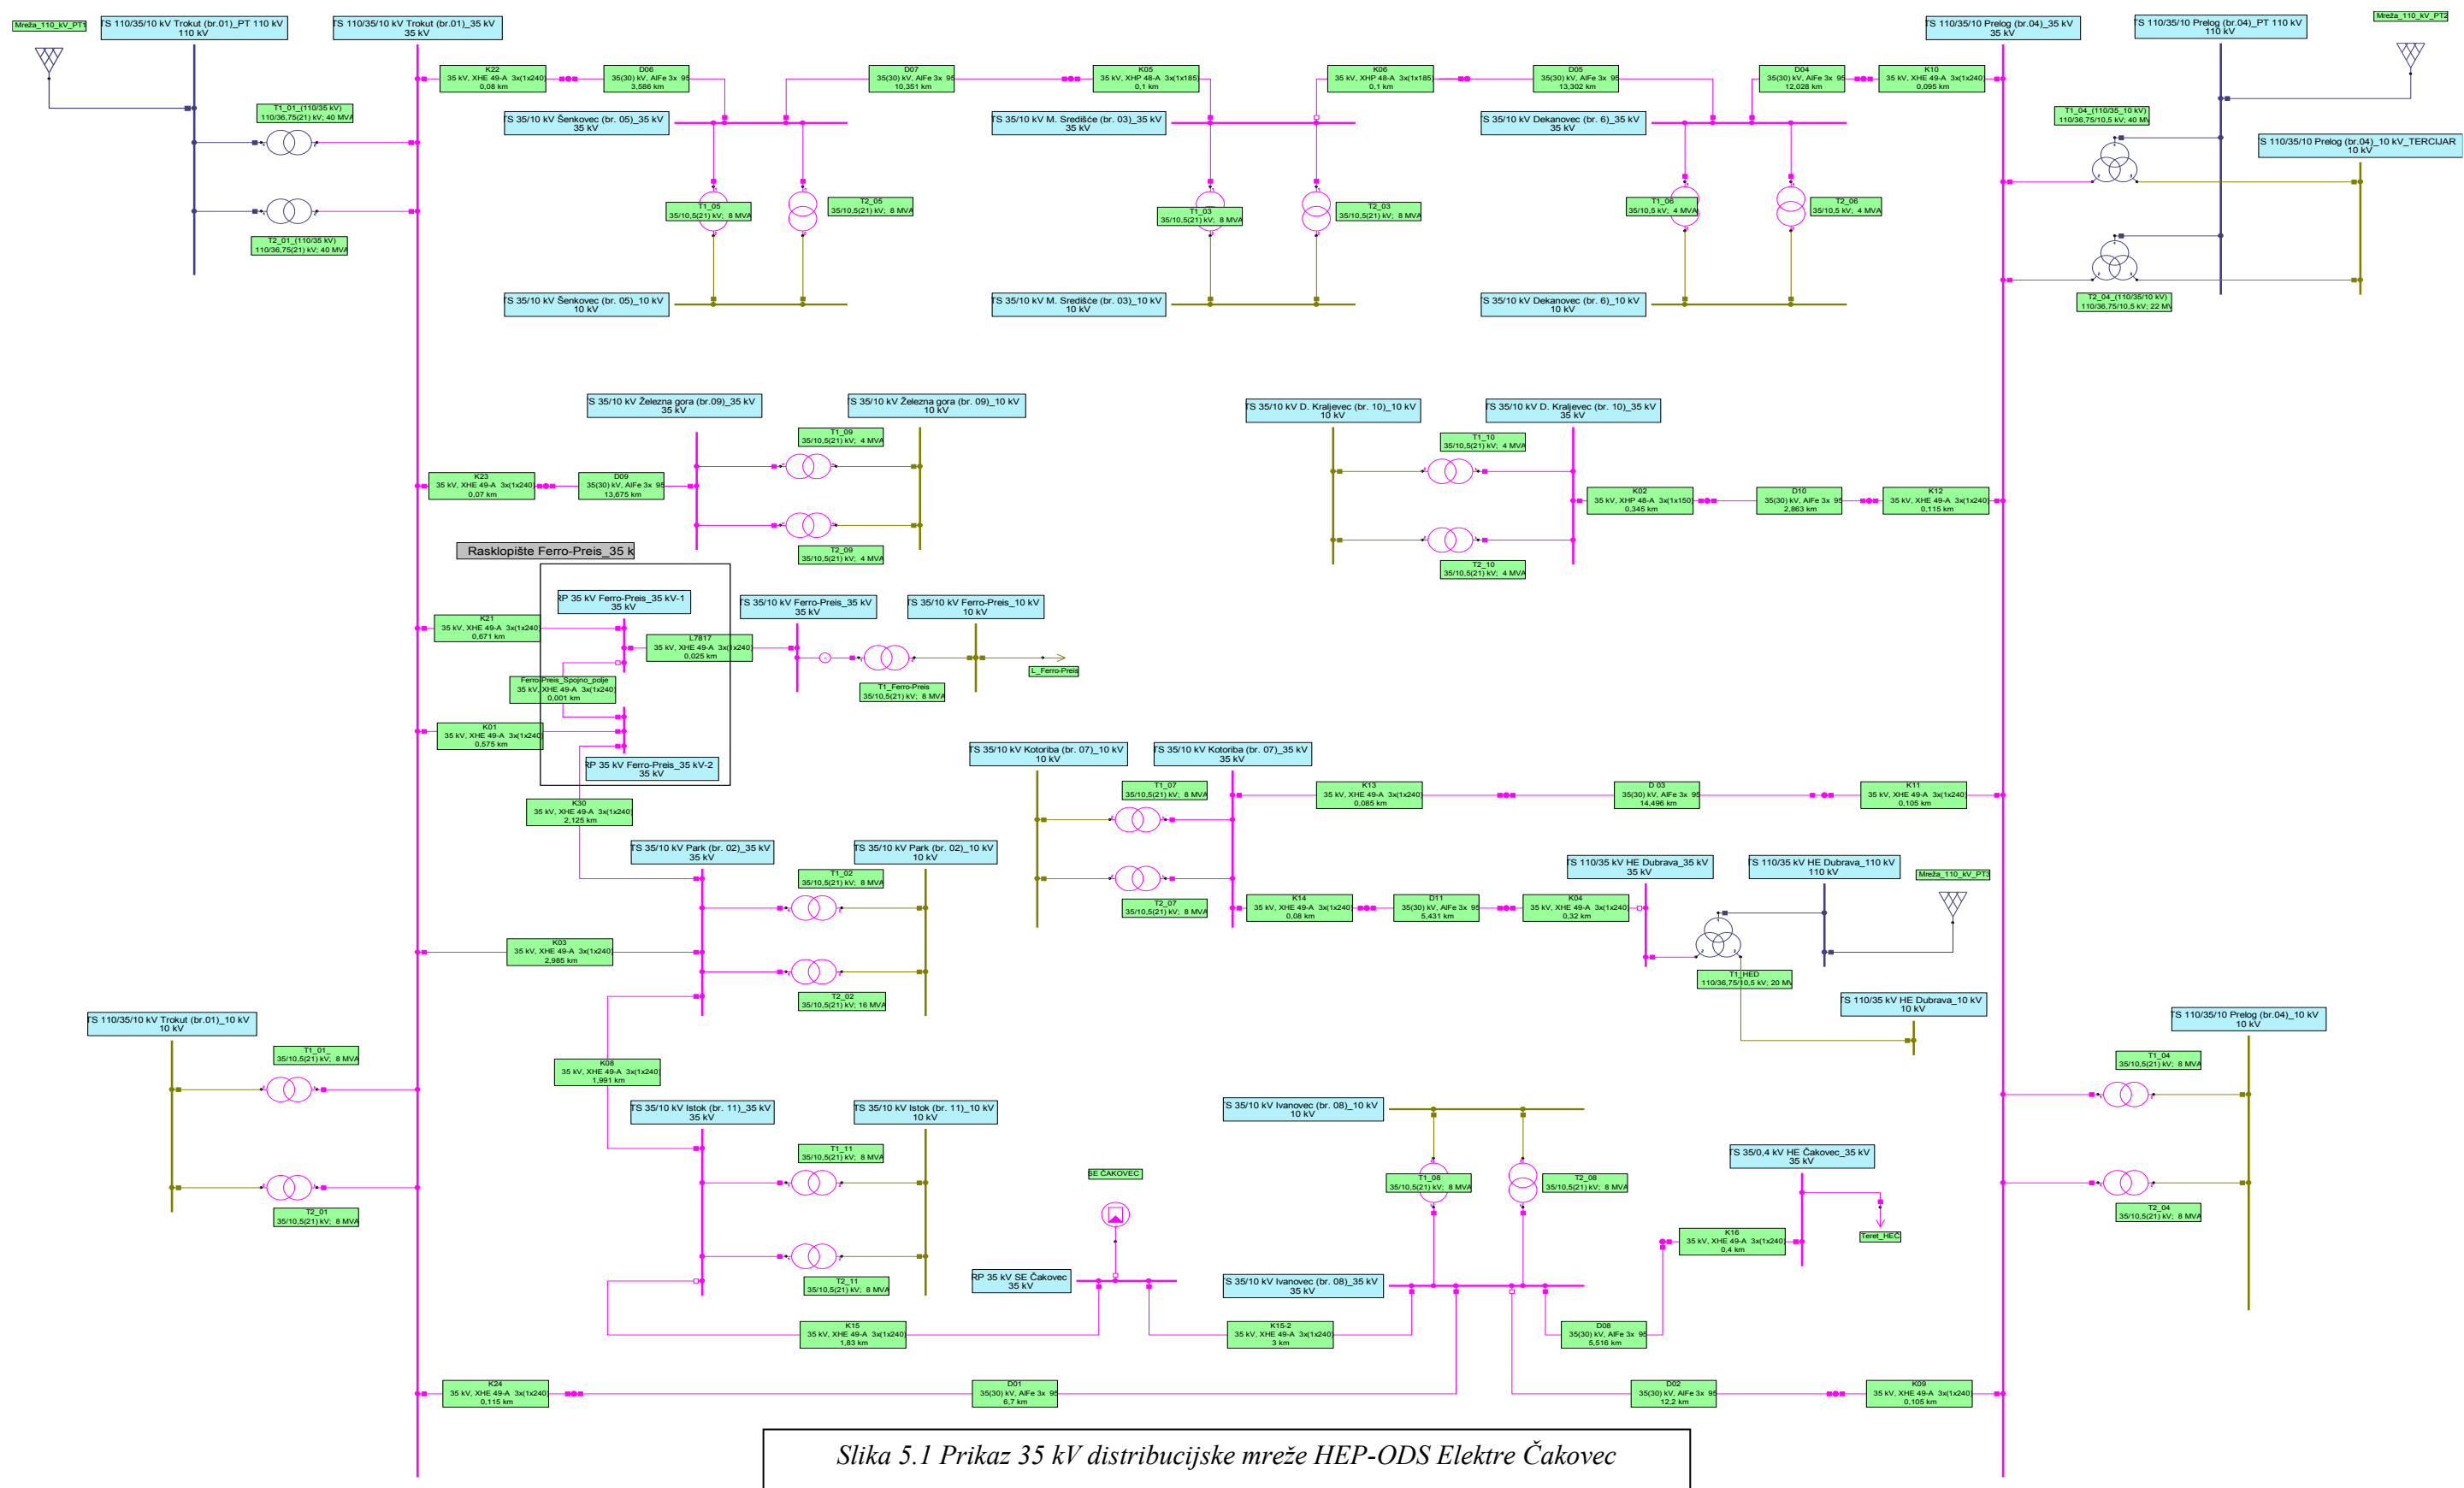 Mreža_110_kV_PT1
TS 110/35/10 kV Trokut (br.01)_PT 110 kV
110 kV
TS 110/35/10 kV Trokut (br.01)_35 kV
35 kV
TS 110/35/10 Prelog (br.04)_35 kV
35 kV
TS 110/35/10 Prelog (br.04)_PT 110 kV
110 kV
Mreža_110_kV_PT2
K22
35 kV, XHE 49-A 3x(1x240)
0,08 km
D06
35(30) kV, AlFe 3x 95
3,586 km
D07
35(30) kV, AlFe 3x 95
10,351 km
K05
35 kV, XHP 48-A 3x(1x185)
0,1 km
K06
35 kV, XHP 48-A 3x(1x185)
0,1 km
D05
35(30) kV, AlFe 3x 95
13,302 km
D04
35(30) kV, AlFe 3x 95
12,028 km
K10
35 kV, XHE 49-A 3x(1x240)
0,095 km
T1_01_(110/35 kV)
110/36,75(21) kV; 40 MVA
TS 35/10 kV Šenkovec (br. 05)_35 kV
35 kV
TS 35/10 kV M. Središće (br. 03)_35 kV
35 kV
TS 35/10 kV Dekanovec (br. 6)_35 kV
35 kV
T1_04_(110/35_10 kV)
110/36,75/10,5 kV; 40 MV
TS 110/35/10 Prelog (br.04)_10 kV_TERCIJAR
10 kV
T2_01_(110/35 kV)
110/36,75(21) kV; 40 MVA
T1_05
35/10,5(21) kV; 8 MVA
T2_05
35/10,5(21) kV; 8 MVA
T1_03
35/10,5(21) kV; 8 MVA
T2_03
35/10,5(21) kV; 8 MVA
T1_06
35/10,5 kV; 4 MVA
T2_06
35/10,5 kV; 4 MVA
TS 35/10 kV Šenkovec (br. 05)_10 kV
10 kV
TS 35/10 kV M. Središće (br. 03)_10 kV
10 kV
TS 35/10 kV Dekanovec (br. 6)_10 kV
10 kV
T2_04_(110/35/10 kV)
110/36,75/10,5 kV; 22 MV
TS 35/10 kV Železna gora (br.09)_35 kV
35 kV
TS 35/10 kV Železna gora (br. 09)_10 kV
10 kV
TS 35/10 kV D. Kraljevec (br. 10)_10 kV
10 kV
TS 35/10 kV D. Kraljevec (br. 10)_35 kV
35 kV
T1_09
35/10,5(21) kV; 4 MVA
T1_10
35/10,5(21) kV; 4 MVA
K23
35 kV, XHE 49-A 3x(1x240)
0,07 km
D09
35(30) kV, AlFe 3x 95
13,675 km
K02
35 kV, XHP 48-A 3x(1x150)
0,345 km
D10
35(30) kV, AlFe 3x 95
2,863 km
K12
35 kV, XHE 49-A 3x(1x240)
0,115 km
T2_09
35/10,5(21) kV; 4 MVA
T2_10
35/10,5(21) kV; 4 MVA
Rasklopište Ferro-Preis_35 k
RP 35 kV Ferro-Preis_35 kV-1
35 kV
TS 35/10 kV Ferro-Preis_35 kV
35 kV
TS 35/10 kV Ferro-Preis_10 kV
10 kV
K21
35 kV, XHE 49-A 3x(1x240)
0,671 km
L7817
35 kV, XHE 49-A 3x(1x240)
0,025 km
L_Ferro-Preis
Ferro-Preis_Spojno_polje
35 kV, XHE 49-A 3x(1x240)
0,001 km
T1_Ferro-Preis
35/10,5(21) kV; 8 MVA
K01
35 kV, XHE 49-A 3x(1x240)
0,575 km
RP 35 kV Ferro-Preis_35 kV-2
35 kV
TS 35/10 kV Kotoriba (br. 07)_10 kV
10 kV
TS 35/10 kV Kotoriba (br. 07)_35 kV
35 kV
K30
35 kV, XHE 49-A 3x(1x240)
2,125 km
T1_07
35/10,5(21) kV; 8 MVA
K13
35 kV, XHE 49-A 3x(1x240)
0,085 km
D 03
35(30) kV, AlFe 3x 95
14,496 km
K11
35 kV, XHE 49-A 3x(1x240)
0,105 km
TS 35/10 kV Park (br. 02)_35 kV
35 kV
TS 35/10 kV Park (br. 02)_10 kV
10 kV
TS 110/35 kV HE Dubrava_35 kV
35 kV
TS 110/35 kV HE Dubrava_110 kV
110 kV
Mreža_110_kV_PT3
T1_02
35/10,5(21) kV; 8 MVA
T2_07
35/10,5(21) kV; 8 MVA
K14
35 kV, XHE 49-A 3x(1x240)
0,08 km
D11
35(30) kV, AlFe 3x 95
5,431 km
K04
35 kV, XHE 49-A 3x(1x240)
0,32 km
K03
35 kV, XHE 49-A 3x(1x240)
2,985 km
T2_02
35/10,5(21) kV; 16 MVA
T1_HED
110/36,75/10,5 kV; 20 MV
TS 110/35 kV HE Dubrava_10 kV
10 kV
TS 110/35/10 kV Trokut (br.01)_10 kV
10 kV
TS 110/35/10 Prelog (br.04)_10 kV
10 kV
T1_01_
35/10,5(21) kV; 8 MVA
K08
35 kV, XHE 49-A 3x(1x240)
1,991 km
T1_04
35/10,5(21) kV; 8 MVA
TS 35/10 kV Istok (br. 11)_35 kV
35 kV
TS 35/10 kV Istok (br. 11)_10 kV
10 kV
TS 35/10 kV Ivanovec (br. 08)_10 kV
10 kV
T1_11
35/10,5(21) kV; 8 MVA
SE ČAKOVEC
T1_08
35/10,5(21) kV; 8 MVA
T2_08
35/10,5(21) kV; 8 MVA
TS 35/0,4 kV HE Čakovec_35 kV
35 kV
T2_01
35/10,5(21) kV; 8 MVA
T2_04
35/10,5(21) kV; 8 MVA
K16
35 kV, XHE 49-A 3x(1x240)
0,4 km
Teret_HEČ
T2_11
35/10,5(21) kV; 8 MVA
RP 35 kV SE Čakovec
35 kV
TS 35/10 kV Ivanovec (br. 08)_35 kV
35 kV
K15
35 kV, XHE 49-A 3x(1x240)
1,83 km
K15-2
35 kV, XHE 49-A 3x(1x240)
3 km
D08
35(30) kV, AlFe 3x 95
5,516 km
K24
35 kV, XHE 49-A 3x(1x240)
0,115 km
D01
35(30) kV, AlFe 3x 95
6,7 km
D02
35(30) kV, AlFe 3x 95
12,2 km
K09
35 kV, XHE 49-A 3x(1x240)
0,105 km
Slika 5.1 Prikaz 35 kV distribucijske mreže HEP-ODS Elektre Čakovec